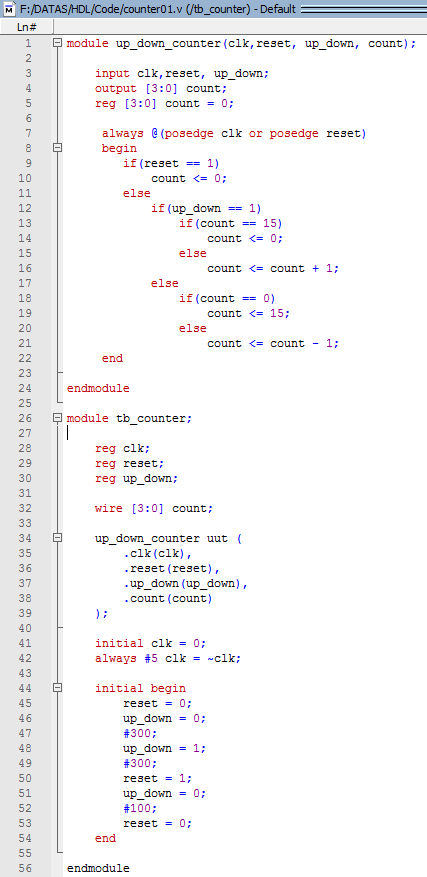 F:/DATAS/HDL/Code/counter01.v (/tb_counter) - Default
Ln#
1 module up_down_counter(clk,reset, up_down, count);
2
3 input clk,reset, up_down;
4 output [3:0] count;
5 reg [3:0] count = 0;
6
7 always @(posedge clk or posedge reset)
8 begin
9 if(reset == 1)
10 count <= 0;
11 else
12 if(up_down == 1)
13 if(count == 15)
14 count <= 0;
15 else
16 count <= count + 1;
17 else
18 if(count == 0)
19 count <= 15;
20 else
21 count <= count - 1;
22 end
23
24 endmodule
25
26 module tb_counter;
27
28 reg clk;
29 reg reset;
30 reg up_down;
31
32 wire [3:0] count;
33
34 up_down_counter uut (
35 .clk(clk),
36 .reset(reset),
37 .up_down(up_down),
38 .count(count)
39 );
40
41 initial clk = 0;
42 always #5 clk = ~clk;
43
44 initial begin
45 reset = 0;
46 up_down = 0;
47 #300;
48 up_down = 1;
49 #300;
50 reset = 1;
51 up_down = 0;
52 #100;
53 reset = 0;
54 end
55
56 endmodule